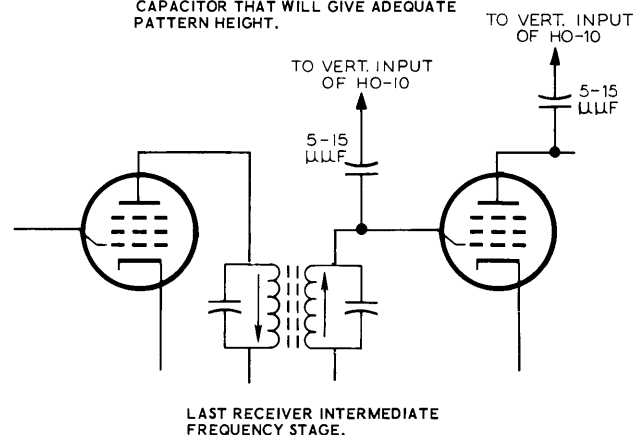 CAPACITOR THAT WILL GIVE ADEQUATE
PATTERN HEIGHT.
TO VERT. INPUT
OF HO-10
5-15
µµF
TO VERT. INPUT
OF HO-10
5-15
µµF
LAST RECEIVER INTERMEDIATE
FREQUENCY STAGE.